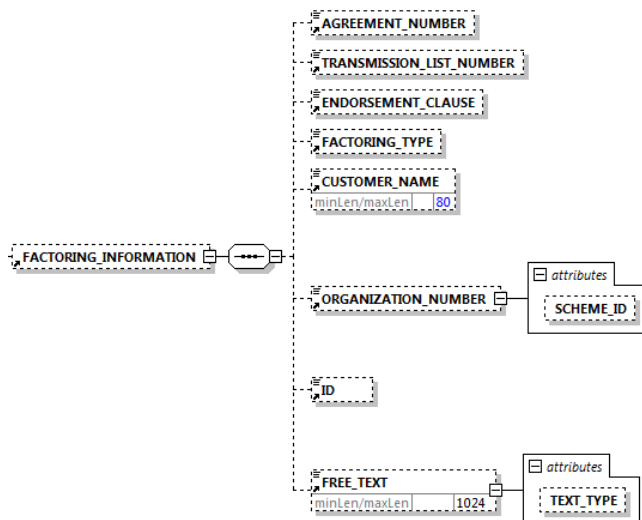 AGREEMENT_NUMBER
TRANSMISSION_LIST_NUMBER
ENDORSEMENT_CLAUSE
FACTORING_TYPE
CUSTOMER_NAME
minLen/maxLen 80
FACTORING_INFORMATION
attributes
ORGANIZATION_NUMBER
SCHEME_ID
ID
attributes
FREE_TEXT
minLen/maxLen 1024
TEXT_TYPE